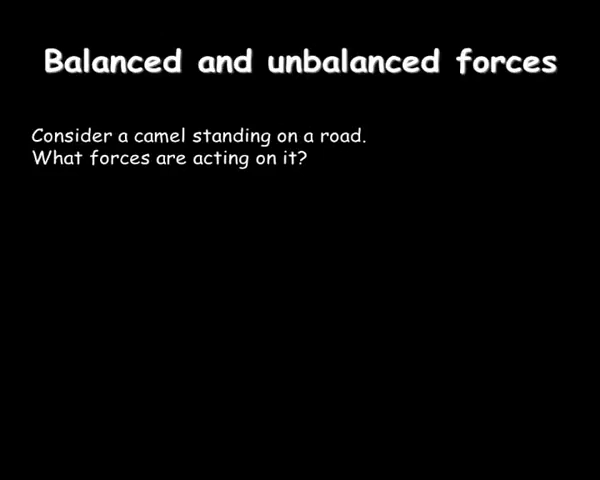 Balanced and unbalanced forces
Consider a camel standing on a road.
What forces are acting on it?